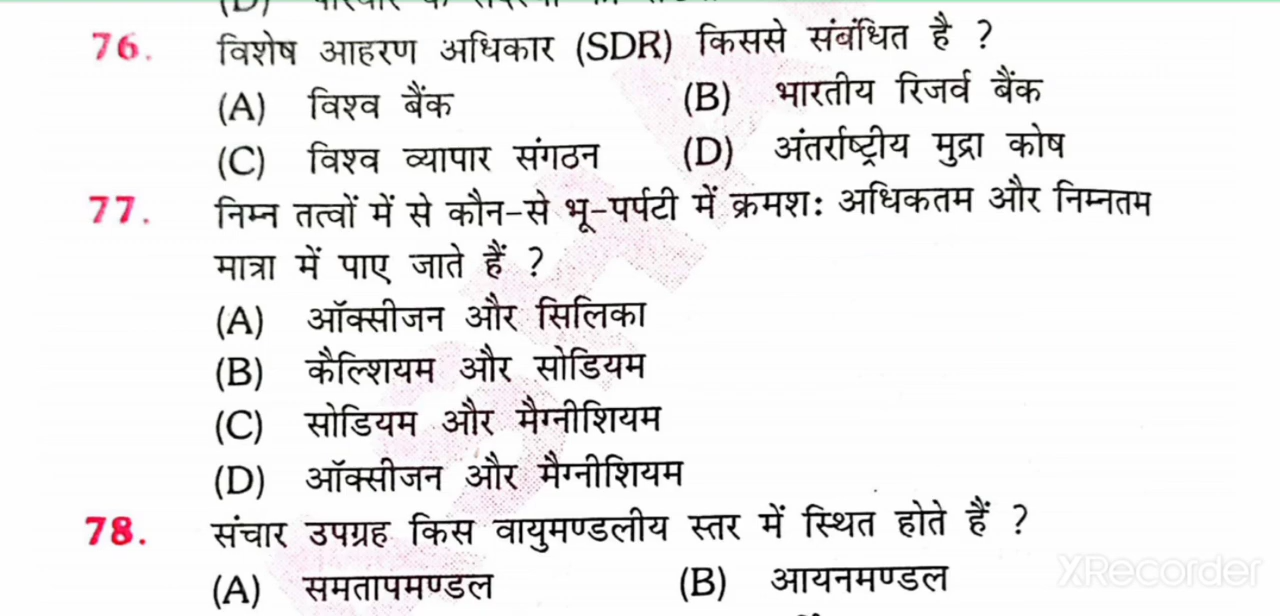 76. विशेष आहरण अधिकार (SDR) किससे संबंधित है ?
(A) विश्व बैंक (B) भारतीय रिजर्व बैंक
(C) विश्व व्यापार संगठन (D) अंतर्राष्ट्रीय मुद्रा कोष
77. निम्न तत्वों में से कौन-से भू-पर्पटी में क्रमश: अधिकतम और निम्नतम
मात्रा में पाए जाते हैं ?
(A) ऑक्सीजन और सिलिका
(B) कैल्शियम और सोडियम
(C) सोडियम और मैग्नीशियम
(D) ऑक्सीजन और मैग्नीशियम
78. संचार उपग्रह किस वायुमण्डलीय स्तर में स्थित होते हैं ?
(A) समतापमण्डल (B) आयनमण्डल
XRecorder